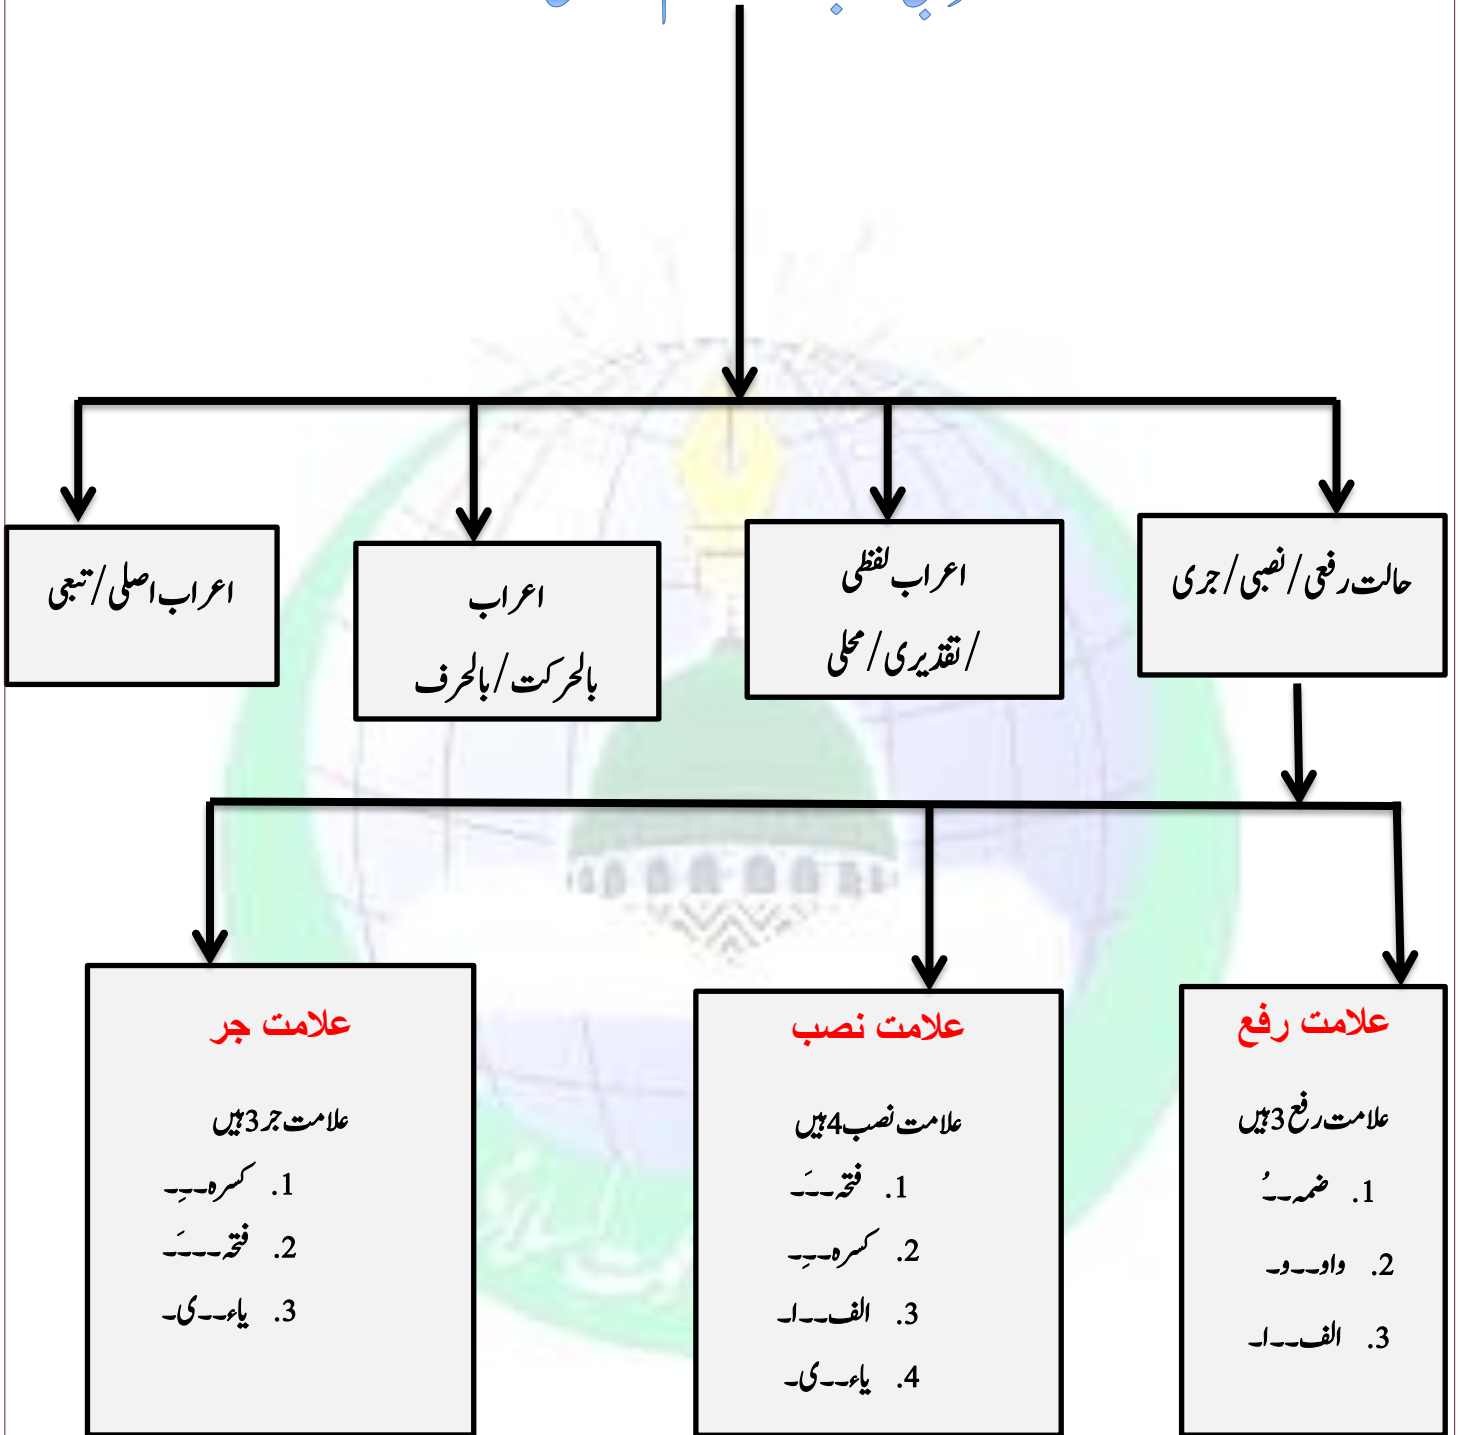 حالت رفعی/نصبی/جری
اعراب لفظی
/تقدیری/محلی
اعراب
بالحرکت/بالحرف
اعراب اصلی/تبعی
علامت رفع
علامت رفع 3 ہیں
1. ضمہ۔۔ُ
2. واو۔۔و۔
3. الف۔۔ا۔
علامت نصب
علامت نصب 4 ہیں
1. فتحہ۔۔۔َ۔
2. کسرہ۔۔۔ِ۔
3. الف۔۔ا۔
4. یاء۔۔ی۔
علامت جر
علامت جر 3 ہیں
1. کسرہ۔۔۔ِ۔
2. فتحہ۔۔۔۔َ۔
3. یاء۔۔ی۔